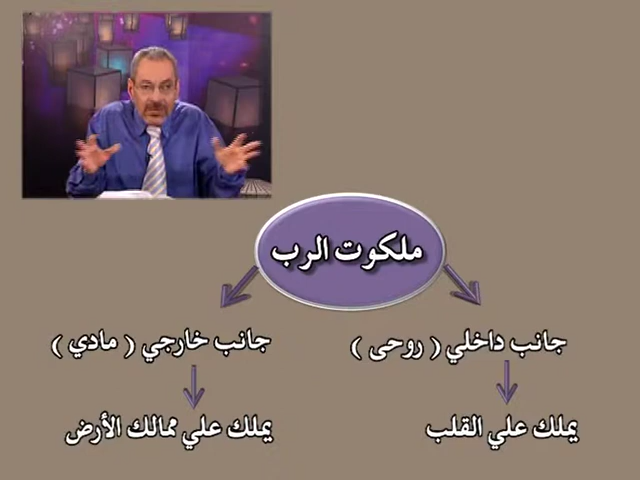 ملكوت الرب
جانب داخلي ( روحى )
جانب خارجي ( مادي )
يملك علي القلب
يملك علي ممالك الأرض